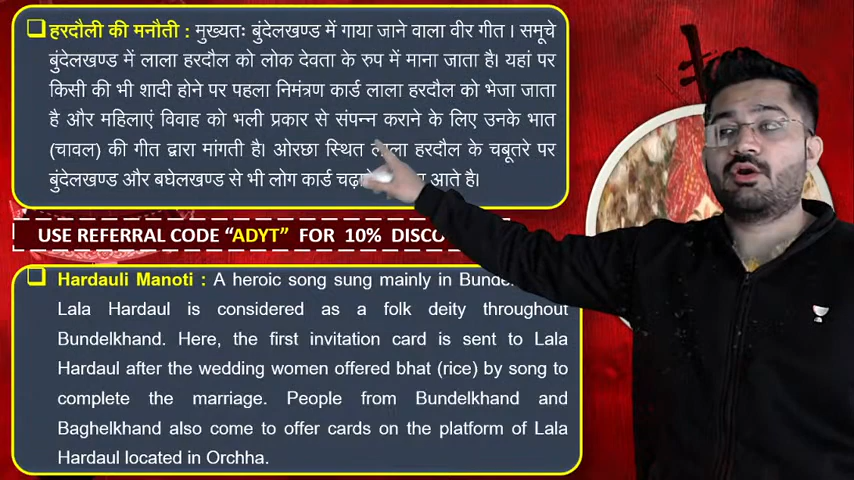 हरदौली की मनौती : मुख्यतः बुंदेलखण्ड में गाया जाने वाला वीर गीत । समूचे
बुंदेलखण्ड में लाला हरदौल को लोक देवता के रुप में माना जाता है। यहां पर
किसी की भी शादी होने पर पहला निमंत्रण कार्ड लाला हरदौल को भेजा जाता
है और महिलाएं विवाह को भली प्रकार से संपन्न कराने के लिए उनके भात
(चावल) की गीत द्वारा मांगती है। ओरछा स्थित लाला हरदौल के चबूतरे पर
बुंदेलखण्ड और बघेलखण्ड से भी लोग कार्ड आते है।
USE REFERRAL CODE “ADYT” FOR 10%
Hardauli Manoti : A heroic song sung mainly in
Lala Hardaul is considered as a folk deity throughout
Bundelkhand. Here, the first invitation card is sent to Lala
Hardaul after the wedding women offered bhat (rice) by song to
complete the marriage. People from Bundelkhand and
Baghelkhand also come to offer cards on the platform of Lala
Hardaul located in Orchha.